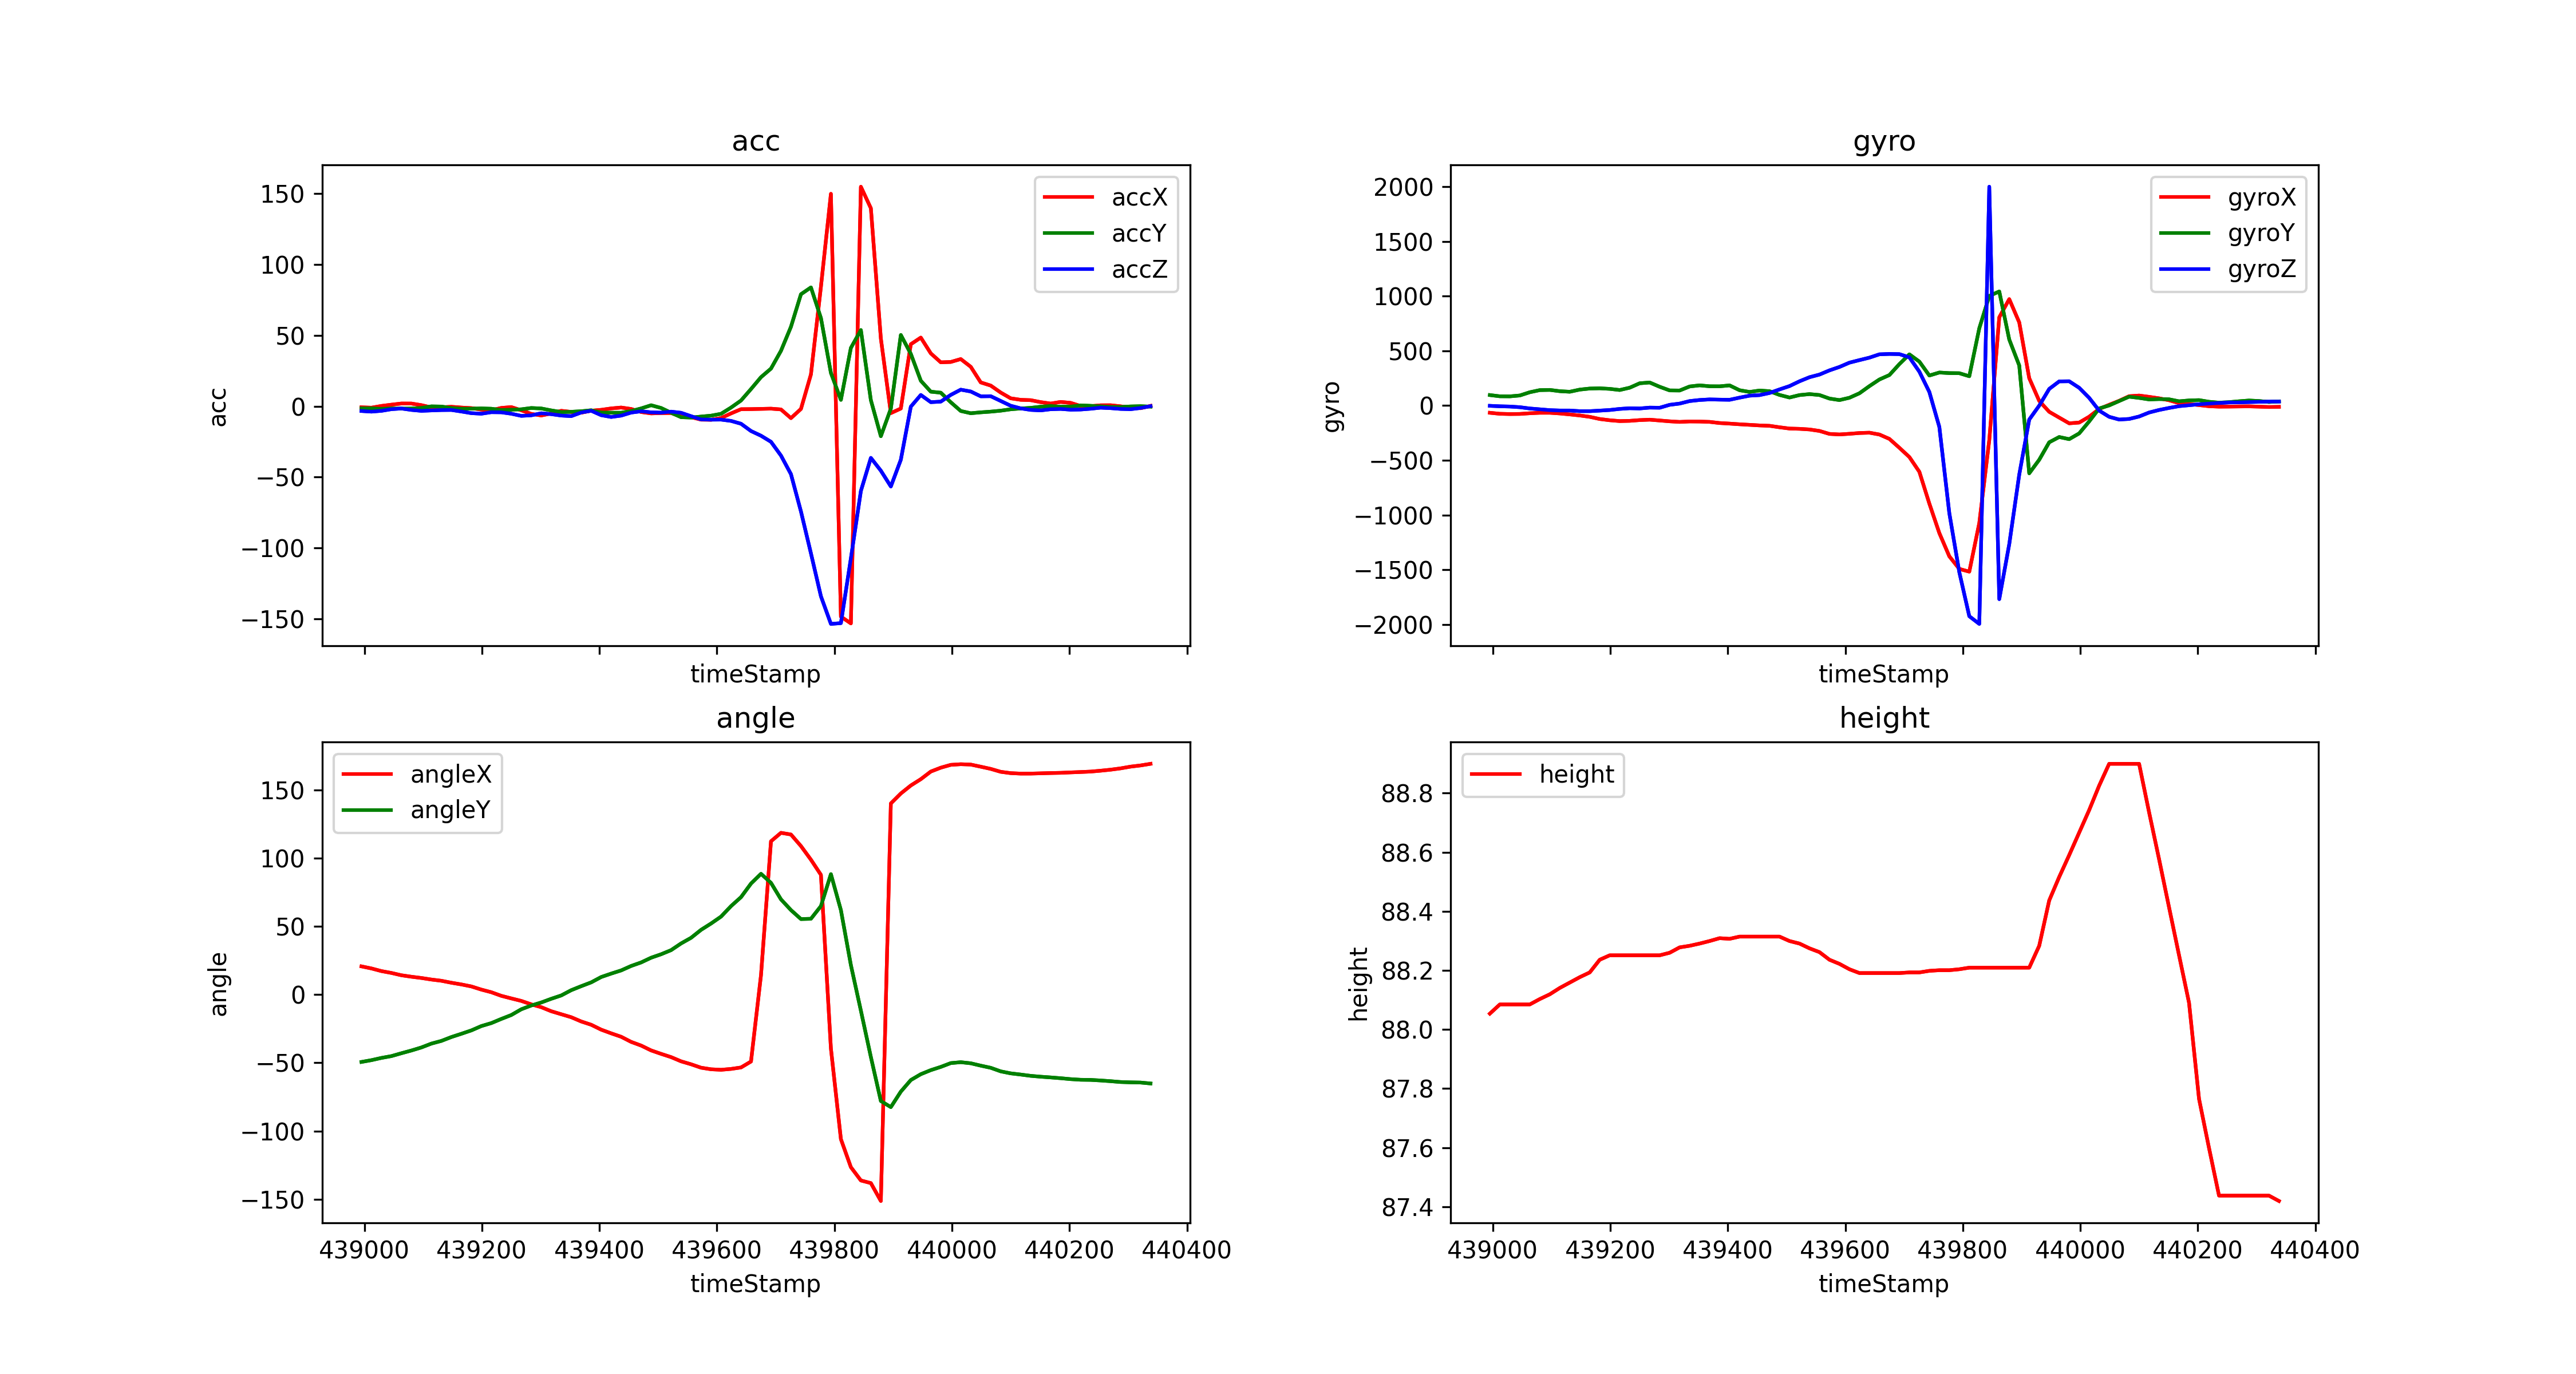 acc
accX
accY
accZ
150
100
50
0
−50
−100
−150
acc
timeStamp
gyro
gyroX
gyroY
gyroZ
2000
1500
1000
500
0
−500
−1000
−1500
−2000
gyro
timeStamp
angle
angleX
angleY
150
100
50
0
−50
−100
−150
angle
439000 439200 439400 439600 439800 440000 440200 440400
timeStamp
height
height
88.8
88.6
88.4
88.2
88.0
87.8
87.6
87.4
height
439000 439200 439400 439600 439800 440000 440200 440400
timeStamp